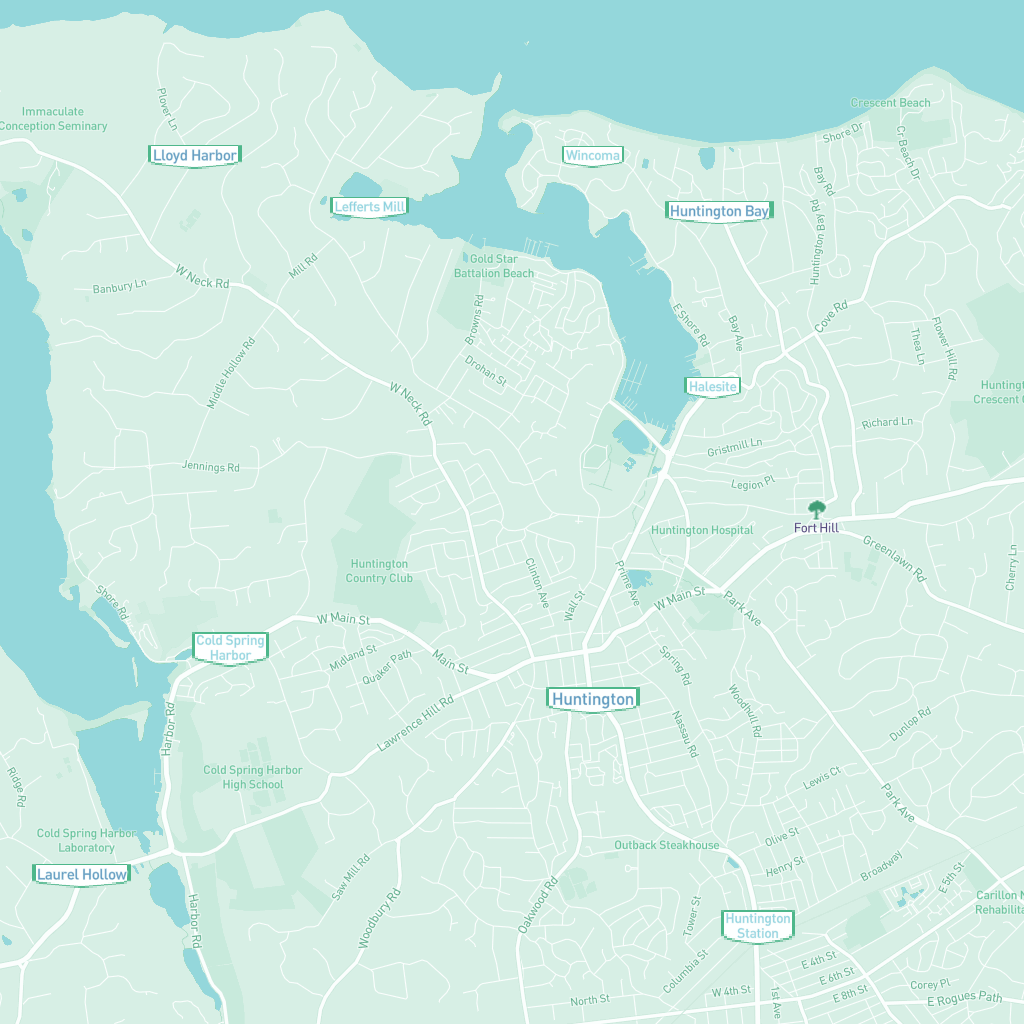 Crescent Beach
Immaculate
Conception Seminary
Plover Ln
Shore Dr
Cr Beach Dr
Lloyd Harbor
Wincoma
Bay Rd
Lefferts Mill
Huntington Bay
Huntington Bay Rd
Gold Star
Battalion Beach
Mill Rd
W Neck Rd
Banbury Ln
Browns Rd
E Shore Rd
Bay Ave
Cove Rd
Thea Ln
Flower Hill Rd
Middle Hollow Rd
Drohan St
W Neck Rd
Halesite
Huntington
Crescent C
Richard Ln
Gristmill Ln
Jennings Rd
Legion Pl
Huntington Hospital
Fort Hill
Greenlawn Rd
Cherry Ln
Huntington
Country Club
Clinton Ave
Prime Ave
Wall St
W Main St
Park Ave
Shore Rd
W Main St
Cold Spring
Harbor
Midland St
Quaker Path
Main St
Spring Rd
Woodhull Rd
Huntington
Lawrence Hill Rd
Harbor Rd
Nassau Rd
Dunlop Rd
Ridge Rd
Cold Spring Harbor
High School
Lewis Ct
Park Ave
Cold Spring Harbor
Laboratory
Olive St
Outback Steakhouse
Henry St
Broadway
Laurel Hollow
Saw Mill Rd
E 5th St
Carillon N
Rehabilita
Woodbury Rd
Oakwood Rd
Harbor Rd
Tower St
Huntington
Station
Columbia St
E 4th St
E 6th St
E 8th St
W 4th St
1st Ave
North St
Corey Pl
E Rogues Path